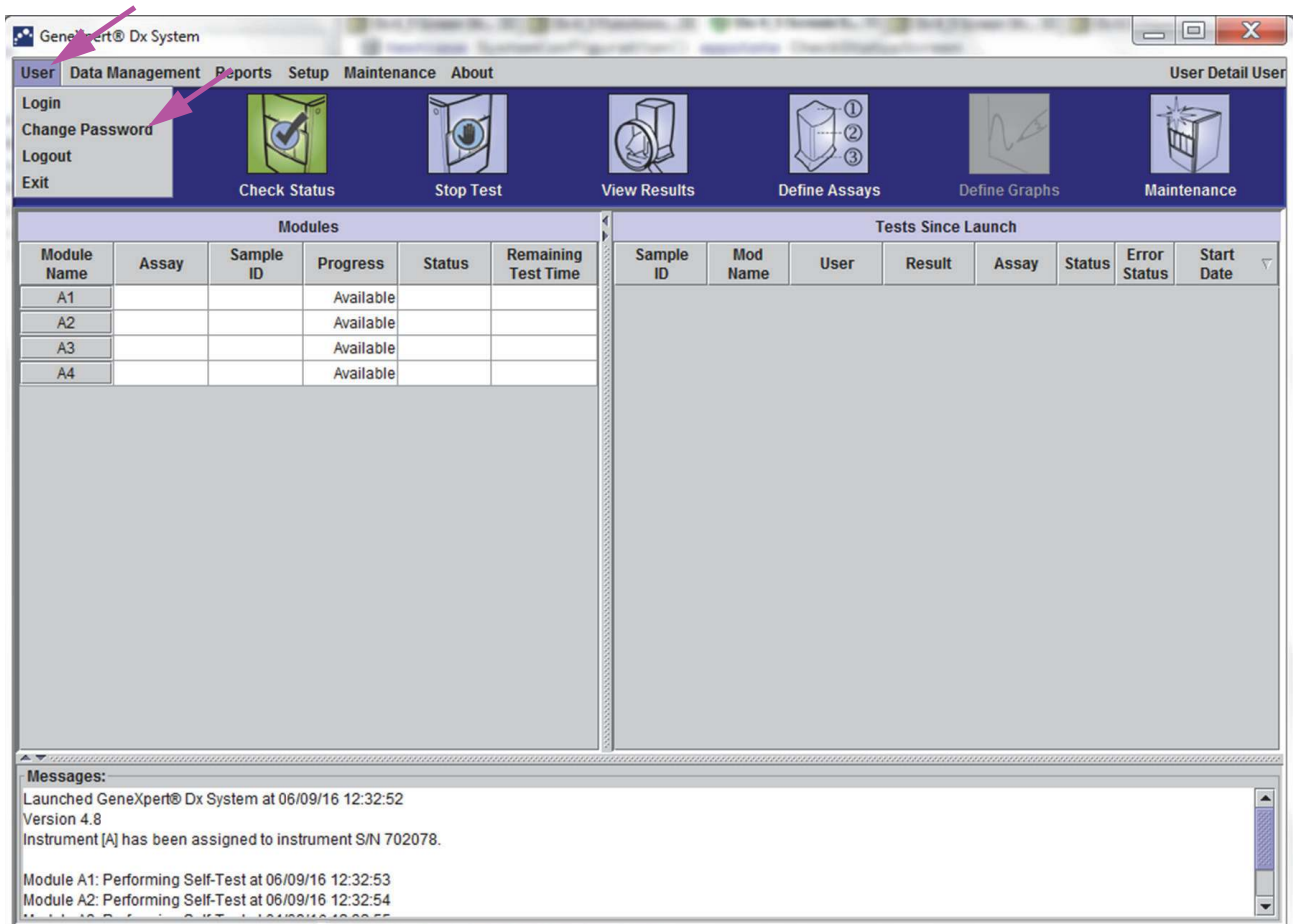 GeneXpert® Dx System
User Data Management Reports Setup Maintenance About User Detail User
Login
Change Password
Logout
Exit
Check Status Stop Test View Results Define Assays Define Graphs Maintenance
Modules
Module Name Assay Sample ID Progress Status Remaining Test Time
A1 Available
A2 Available
A3 Available
A4 Available
Tests Since Launch
Sample ID Mod Name User Result Assay Status Error Status Start Date
Messages:
Launched GeneXpert® Dx System at 06/09/16 12:32:52
Version 4.8
Instrument [A] has been assigned to instrument S/N 702078.
Module A1: Performing Self-Test at 06/09/16 12:32:53
Module A2: Performing Self-Test at 06/09/16 12:32:54